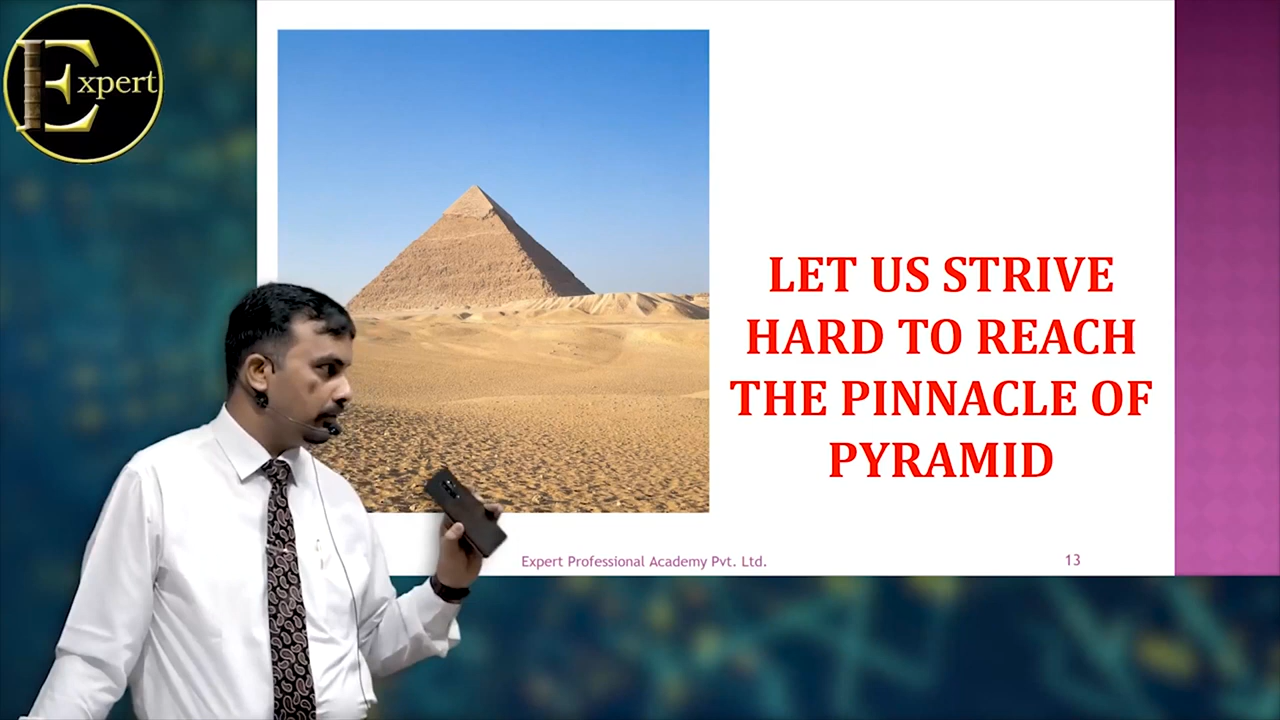 Expert
LET US STRIVE
HARD TO REACH
THE PINNACLE OF
PYRAMID
Expert Professional Academy Pvt. Ltd.
13